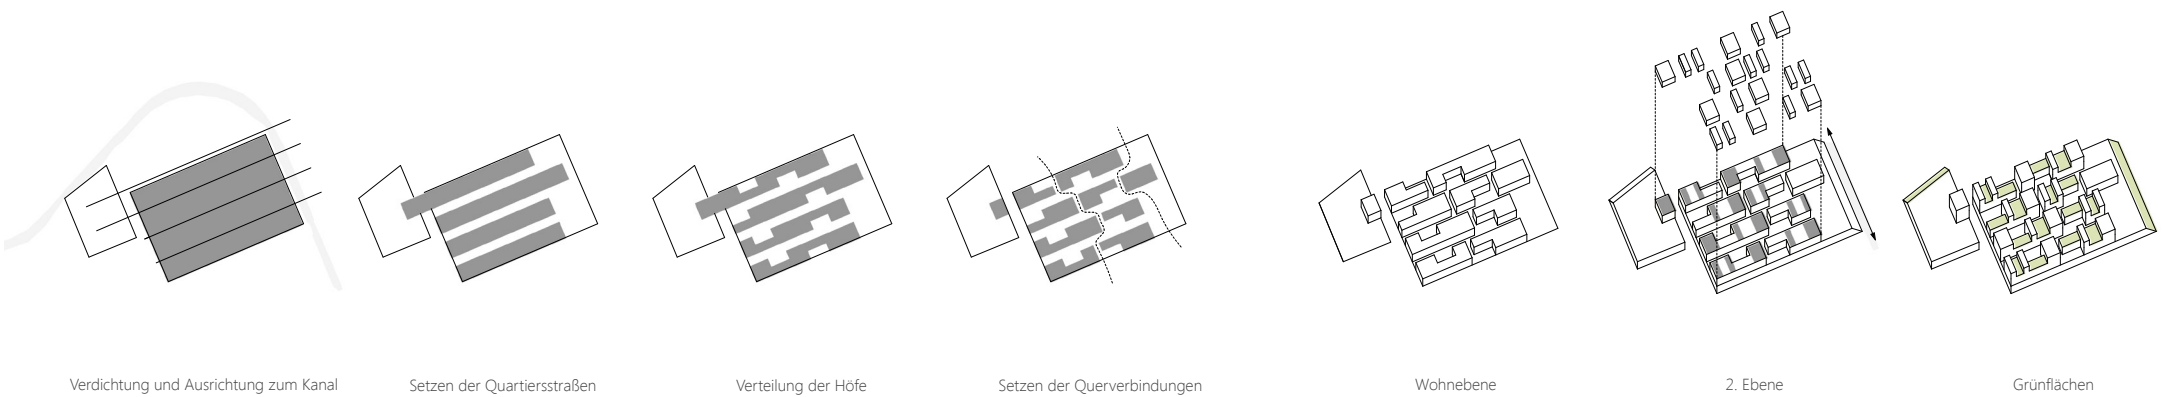 Verdichtung und Ausrichtung zum Kanal
Setzen der Quartiersstraßen
Verteilung der Höfe
Setzen der Querverbindungen
Wohnebene
2. Ebene
Grünflächen